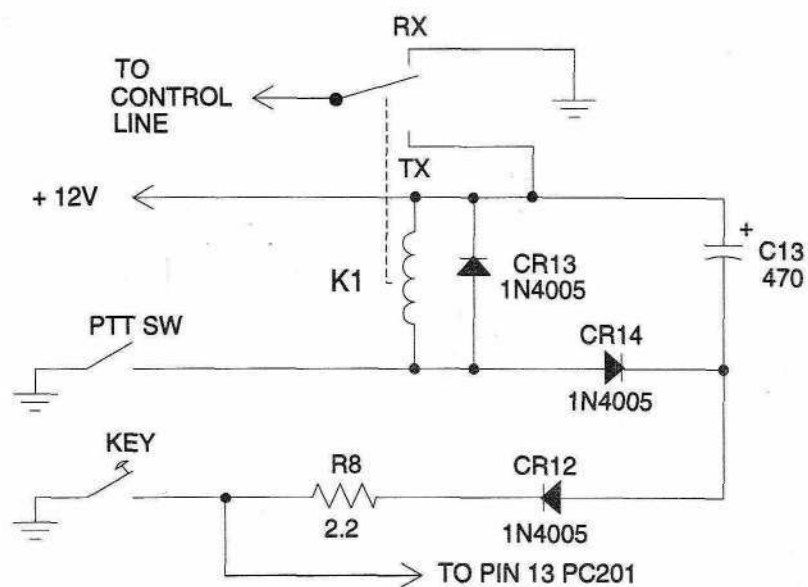 RX
TO
CONTROL
LINE
TX
+ 12V
+
C13
470
K1
CR13
1N4005
PTT SW
CR14
1N4005
KEY
R8
2.2
CR12
1N4005
TO PIN 13 PC201